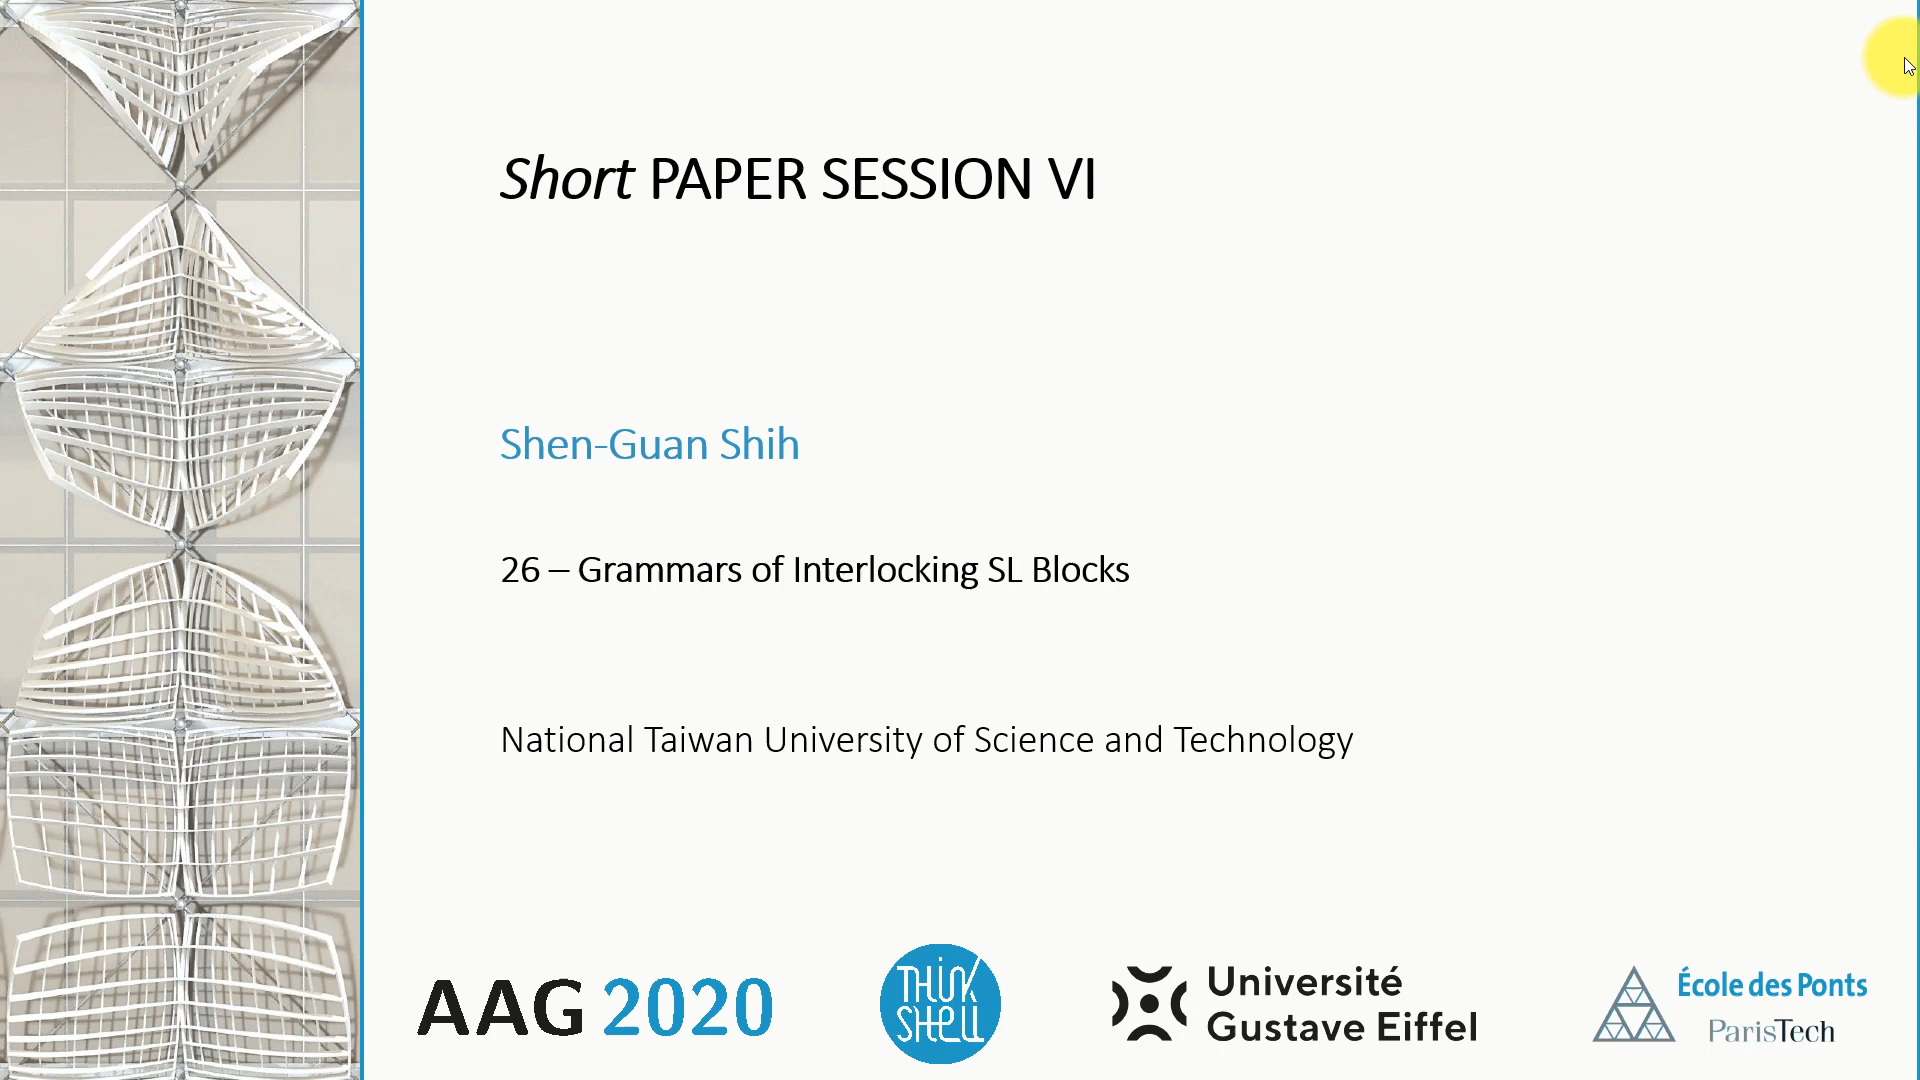 Short PAPER SESSION VI
Shen-Guan Shih
26 – Grammars of Interlocking SL Blocks
National Taiwan University of Science and Technology
AAG 2020
THINK
SHELL
Université
Gustave Eiffel
École des Ponts
ParisTech